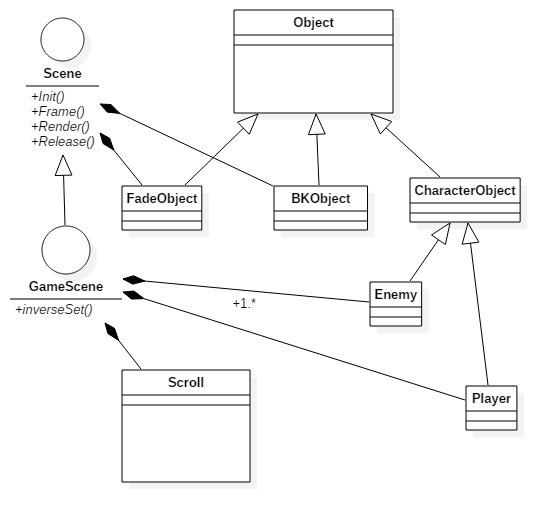 Object
Scene
+Init()
+Frame()
+Render()
+Release()
FadeObject
BKObject
CharacterObject
GameScene
+inverseSet()
Enemy
+1.*
Scroll
Player